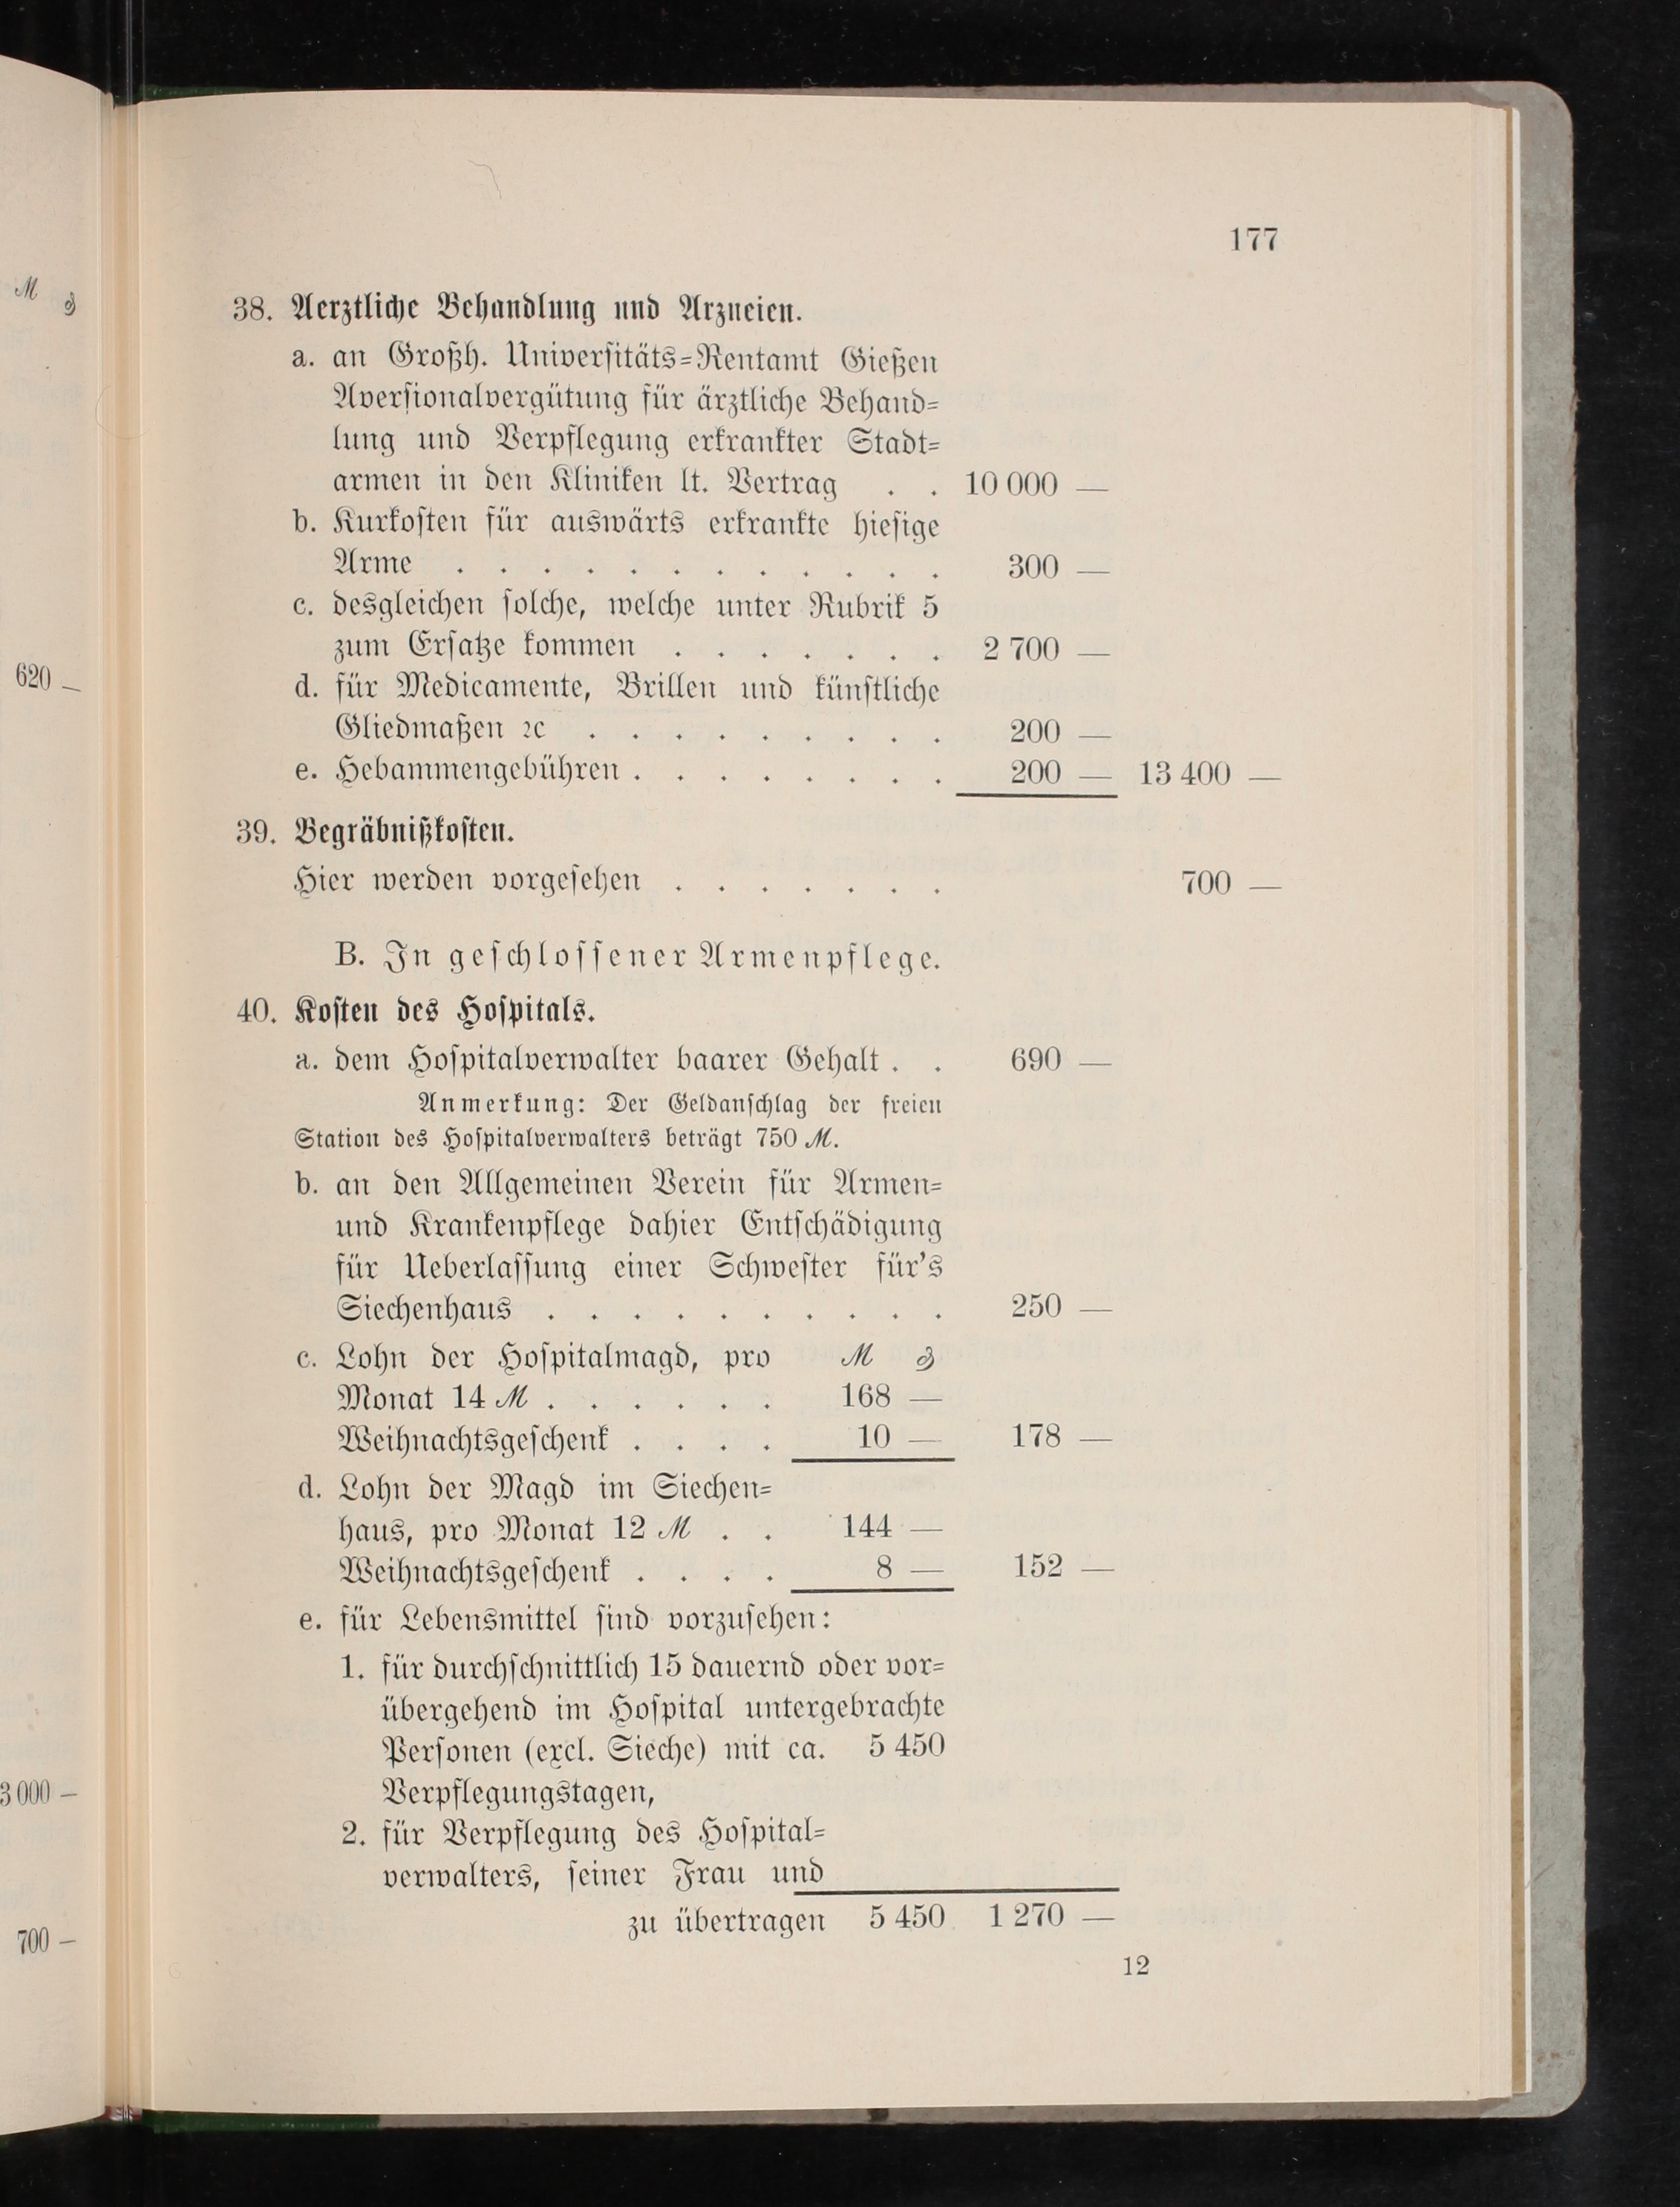 M ₰
620 —
3 000 —
700 —
177
38. Aerztliche Behandlung und Arzneien.
a. an Großh. Universitäts-Rentamt Gießen
Aversionalvergütung für ärztliche Behand-
lung und Verpflegung erkrankter Stadt-
armen in den Kliniken lt. Vertrag . . 10 000 —
b. Kurkosten für auswärts erkrankte hiesige
Arme . . . . . . . . . . . . 300 —
c. desgleichen solche, welche unter Rubrik 5
zum Ersatze kommen . . . . . . . 2 700 —
d. für Medicamente, Brillen und künstliche
Gliedmaßen ꝛc . . . . . . . . . 200 —
e. Hebammengebühren . . . . . . . . 200 — 13 400 —
39. Begräbnißkosten.
Hier werden vorgesehen . . . . . . . 700 —
B. In geschlossener Armenpflege.
40. Kosten des Hospitals.
a. dem Hospitalverwalter baarer Gehalt . . 690 —
Anmerkung: Der Geldanschlag der freien
Station des Hospitalverwalters beträgt 750 M.
b. an den Allgemeinen Verein für Armen-
und Krankenpflege dahier Entschädigung
für Ueberlassung einer Schwester für's
Siechenhaus . . . . . . . . . . 250 —
c. Lohn der Hospitalmagd, pro M ₰
Monat 14 M . . . . . . 168 —
Weihnachtsgeschenk . . . . 10 — 178 —
d. Lohn der Magd im Siechen-
haus, pro Monat 12 M . . 144 —
Weihnachtsgeschenk . . . . 8 — 152 —
e. für Lebensmittel sind vorzusehen:
1. für durchschnittlich 15 dauernd oder vor-
übergehend im Hospital untergebrachte
Personen (excl. Sieche) mit ca. 5 450
Verpflegungstagen,
2. für Verpflegung des Hospital-
verwalters, seiner Frau und
zu übertragen 5 450 1 270 —
12